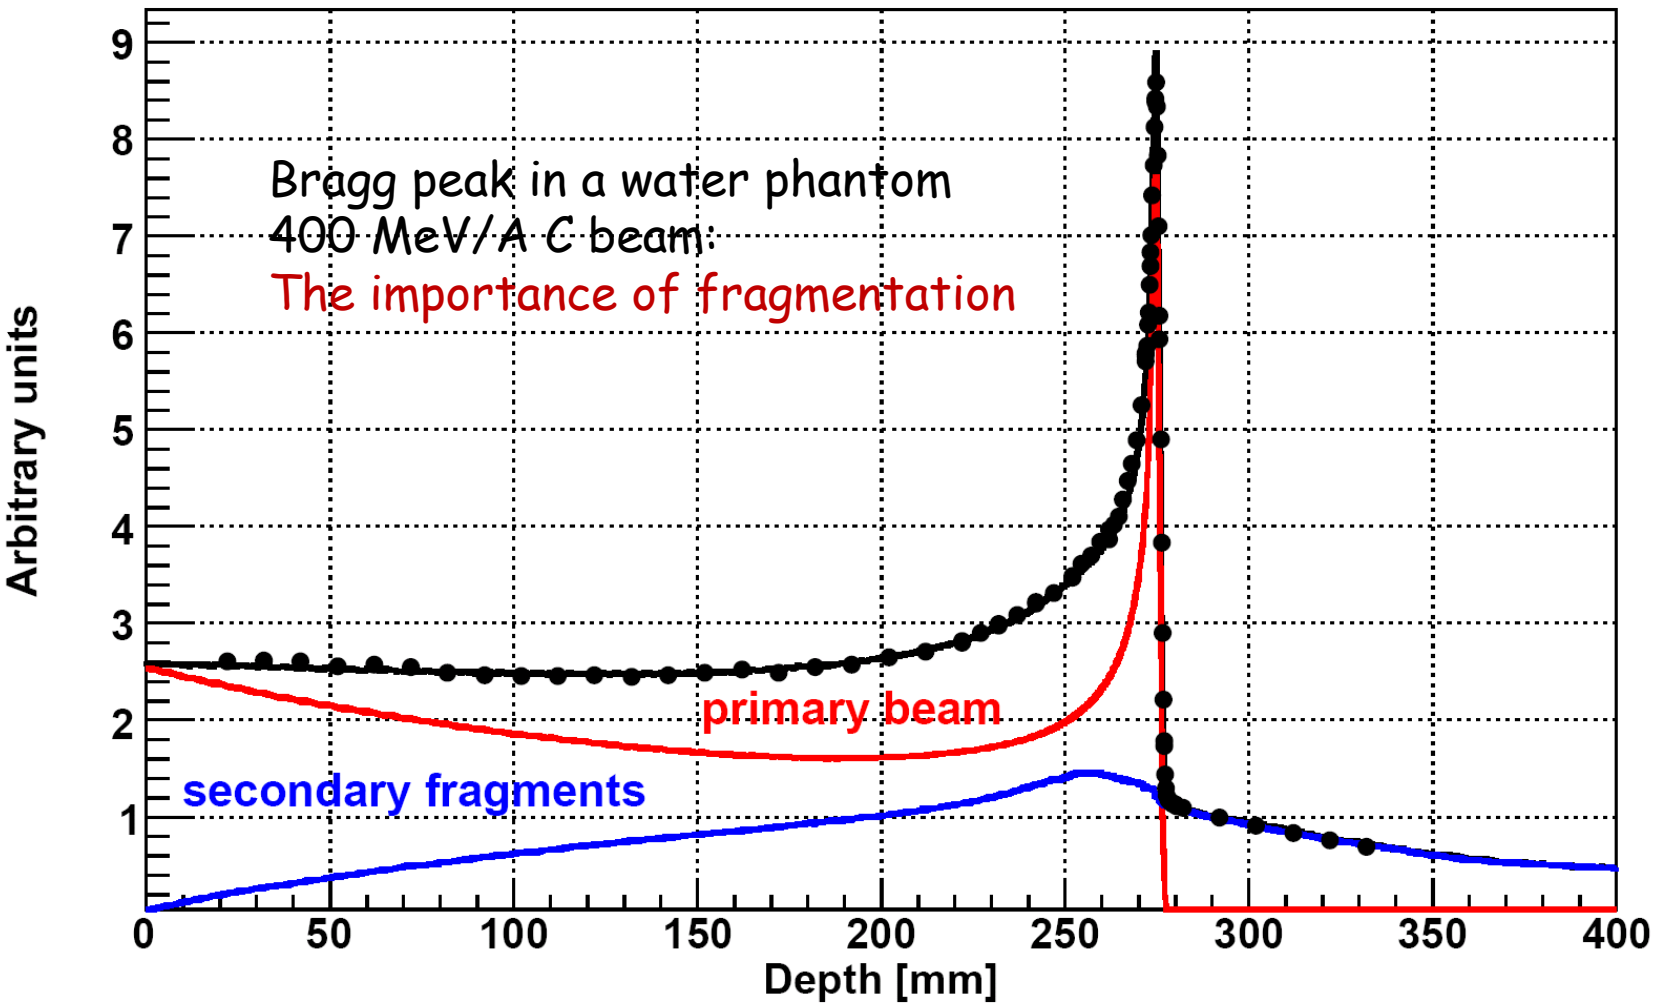 9
8
7
6
5
4
3
2
1
Arbitrary units
Bragg peak in a water phantom
400 MeV/A C beam:
The importance of fragmentation
primary beam
secondary fragments
0 50 100 150 200 250 300 350 400
Depth [mm]